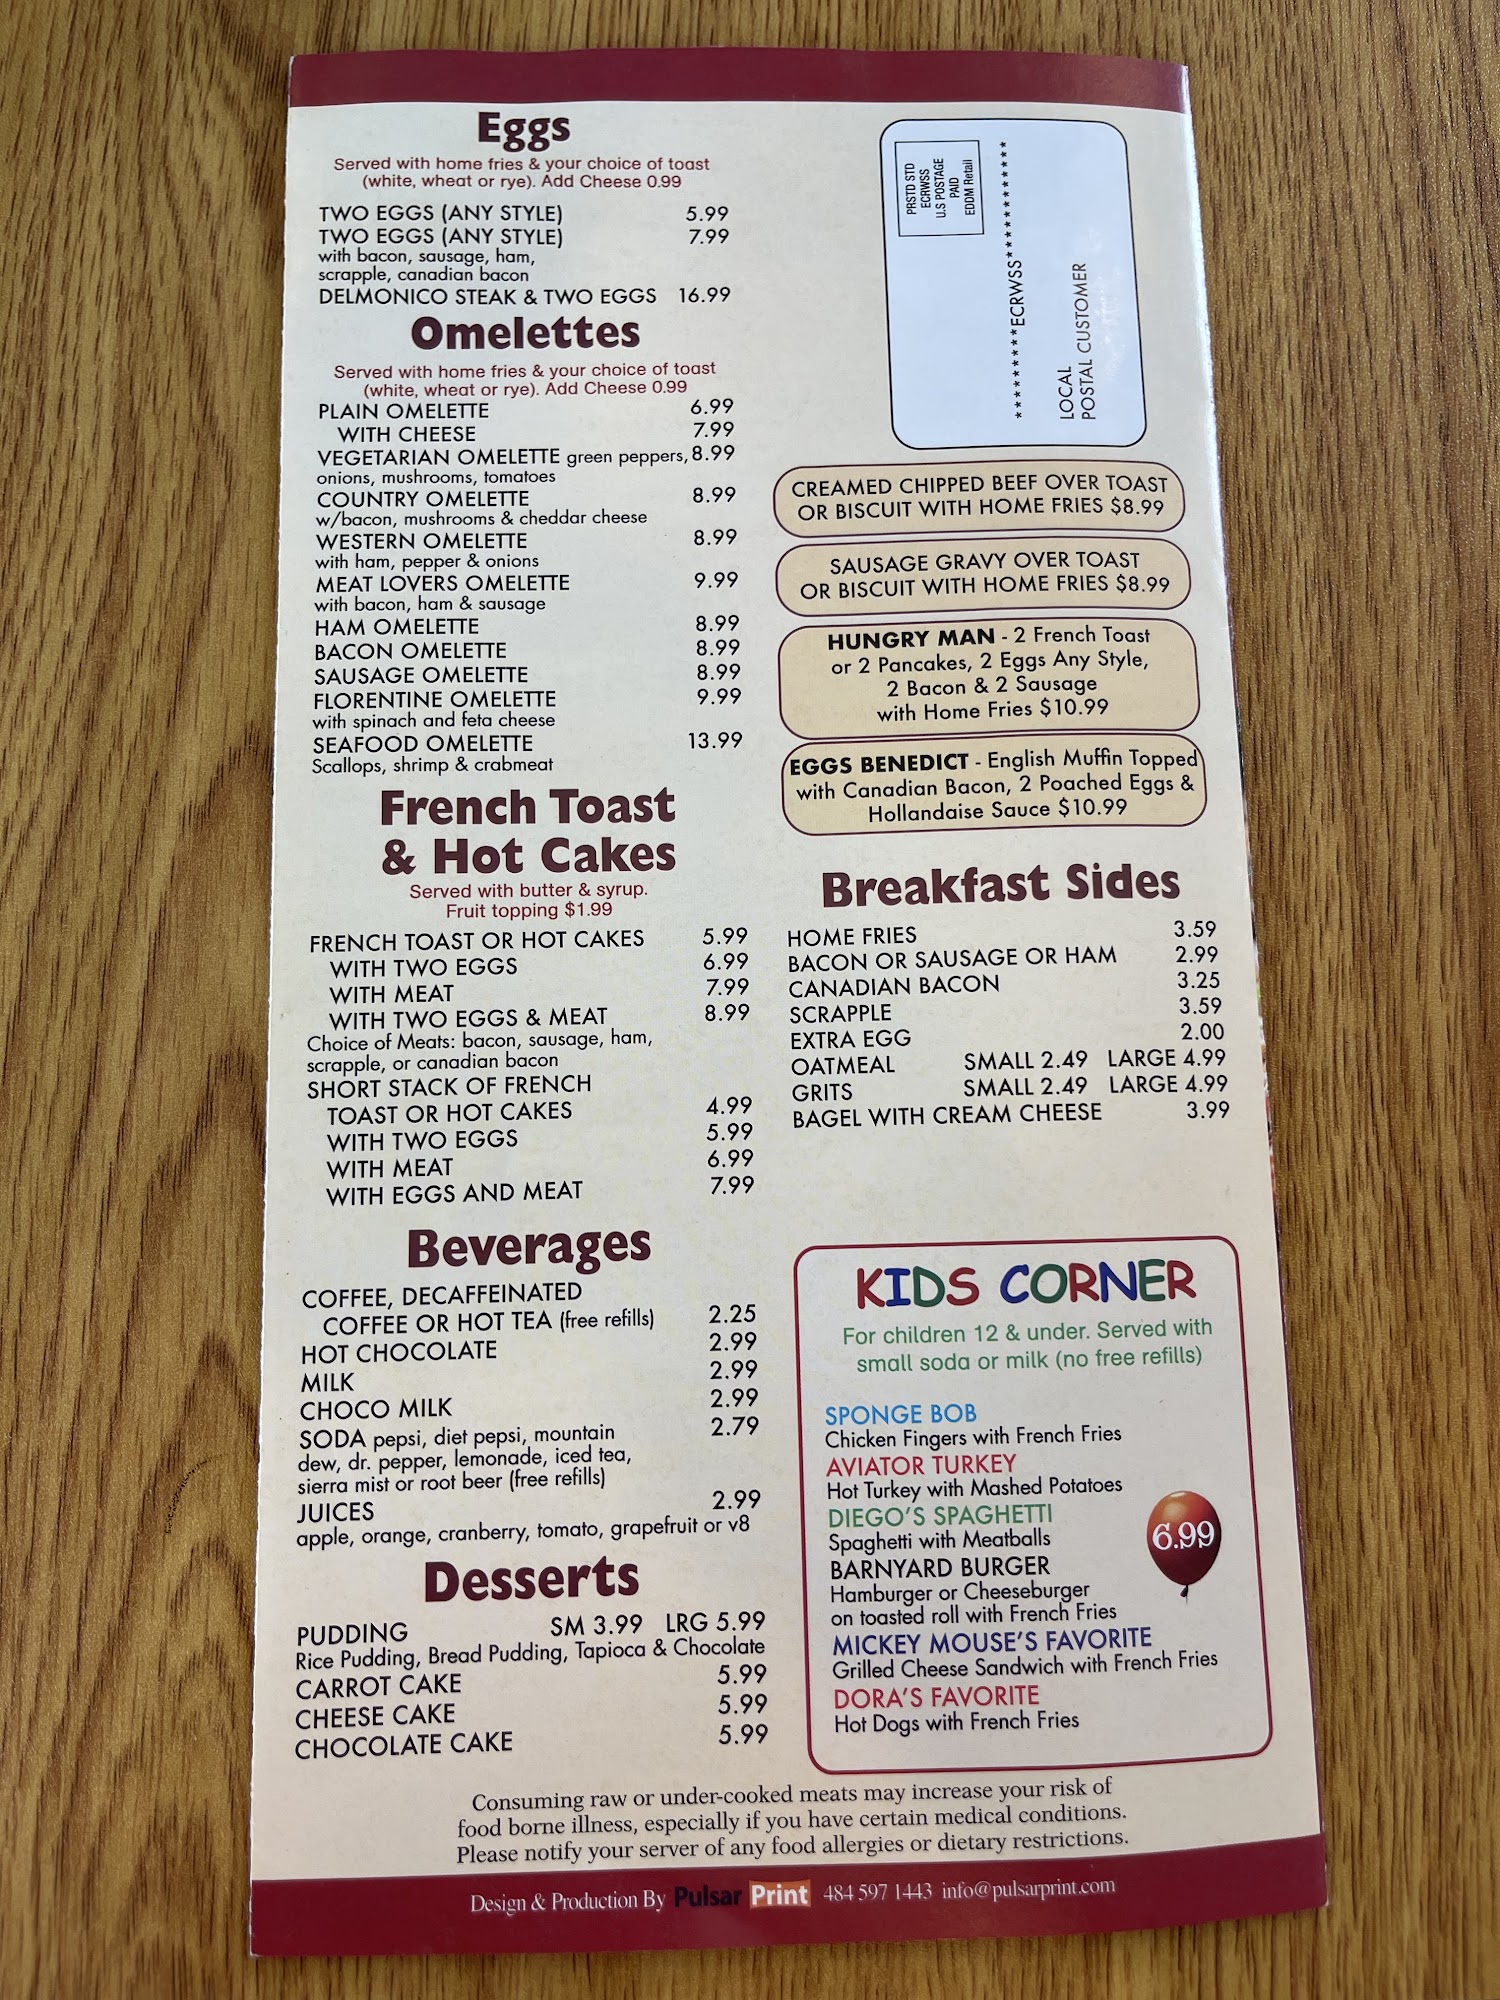 Eggs
Served with home fries & your choice of toast
(white, wheat or rye). Add Cheese 0.99
TWO EGGS (ANY STYLE) 5.99
TWO EGGS (ANY STYLE) 7.99
with bacon, sausage, ham,
scrapple, canadian bacon
DELMONICO STEAK & TWO EGGS 16.99
Omelettes
Served with home fries & your choice of toast
(white, wheat or rye). Add Cheese 0.99
PLAIN OMELETTE 6.99
WITH CHEESE 7.99
VEGETARIAN OMELETTE green peppers, 8.99
onions, mushrooms, tomatoes
COUNTRY OMELETTE 8.99
w/bacon, mushrooms & cheddar cheese
WESTERN OMELETTE 8.99
with ham, pepper & onions
MEAT LOVERS OMELETTE 9.99
with bacon, ham & sausage
HAM OMELETTE 8.99
BACON OMELETTE 8.99
SAUSAGE OMELETTE 8.99
FLORENTINE OMELETTE 9.99
with spinach and feta cheese
SEAFOOD OMELETTE 13.99
Scallops, shrimp & crabmeat
French Toast
& Hot Cakes
Served with butter & syrup.
Fruit topping $1.99
FRENCH TOAST OR HOT CAKES 5.99
WITH TWO EGGS 6.99
WITH MEAT 7.99
WITH TWO EGGS & MEAT 8.99
Choice of Meats: bacon, sausage, ham,
scrapple, or canadian bacon
SHORT STACK OF FRENCH
TOAST OR HOT CAKES 4.99
WITH TWO EGGS 5.99
WITH MEAT 6.99
WITH EGGS AND MEAT 7.99
Beverages
COFFEE, DECAFFEINATED
COFFEE OR HOT TEA (free refills) 2.25
HOT CHOCOLATE 2.99
MILK 2.99
CHOCO MILK 2.99
SODA pepsi, diet pepsi, mountain 2.79
dew, dr. pepper, lemonade, iced tea,
sierra mist or root beer (free refills)
JUICES 2.99
apple, orange, cranberry, tomato, grapefruit or v8
Desserts
PUDDING SM 3.99 LRG 5.99
Rice Pudding, Bread Pudding, Tapioca & Chocolate
CARROT CAKE 5.99
CHEESE CAKE 5.99
CHOCOLATE CAKE 5.99
PRSTD STD
ECRWSS
U.S POSTAGE
PAID
EDDM Retail
*********ECRWSS************
LOCAL
POSTAL CUSTOMER
CREAMED CHIPPED BEEF OVER TOAST
OR BISCUIT WITH HOME FRIES $8.99
SAUSAGE GRAVY OVER TOAST
OR BISCUIT WITH HOME FRIES $8.99
HUNGRY MAN - 2 French Toast
or 2 Pancakes, 2 Eggs Any Style,
2 Bacon & 2 Sausage
with Home Fries $10.99
EGGS BENEDICT - English Muffin Topped
with Canadian Bacon, 2 Poached Eggs &
Hollandaise Sauce $10.99
Breakfast Sides
HOME FRIES 3.59
BACON OR SAUSAGE OR HAM 2.99
CANADIAN BACON 3.25
SCRAPPLE 3.59
EXTRA EGG 2.00
OATMEAL SMALL 2.49 LARGE 4.99
GRITS SMALL 2.49 LARGE 4.99
BAGEL WITH CREAM CHEESE 3.99
KIDS CORNER
For children 12 & under. Served with
small soda or milk (no free refills)
SPONGE BOB
Chicken Fingers with French Fries
AVIATOR TURKEY
Hot Turkey with Mashed Potatoes
DIEGO'S SPAGHETTI
Spaghetti with Meatballs
BARNYARD BURGER
Hamburger or Cheeseburger
on toasted roll with French Fries
MICKEY MOUSE'S FAVORITE
Grilled Cheese Sandwich with French Fries
DORA'S FAVORITE
Hot Dogs with French Fries
6.99
Consuming raw or under-cooked meats may increase your risk of
food borne illness, especially if you have certain medical conditions.
Please notify your server of any food allergies or dietary restrictions.
Design & Production By Pulsar Print 484 597 1443 info@pulsarprint.com